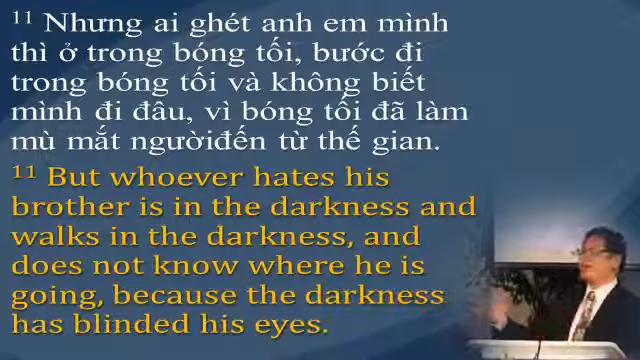 11 Nhưng ai ghét anh em mình
thì ở trong bóng tối, bước đi
trong bóng tối và không biết
mình đi đâu, vì bóng tối đã làm
mù mắt ngườiđến từ thế gian.
11 But whoever hates his
brother is in the darkness and
walks in the darkness, and
does not know where he is
going, because the darkness
has blinded his eyes.